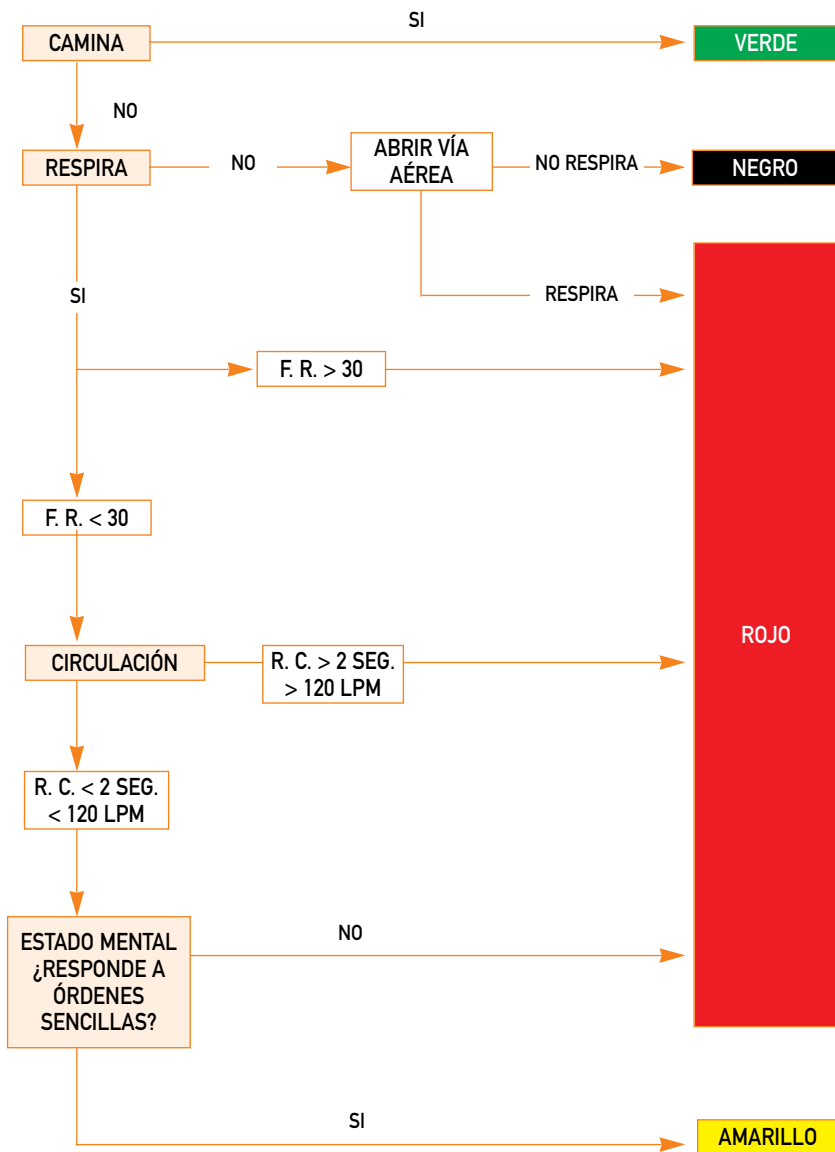 SI
CAMINA
VERDE
NO
RESPIRA
NO
ABRIR VÍA
AÉREA
NO RESPIRA
NEGRO
SI
RESPIRA
F. R. > 30
F. R. < 30
ROJO
CIRCULACIÓN
R. C. > 2 SEG.
> 120 LPM
R. C. < 2 SEG.
< 120 LPM
ESTADO MENTAL
¿RESPONDE A
ÓRDENES
SENCILLAS?
NO
SI
AMARILLO